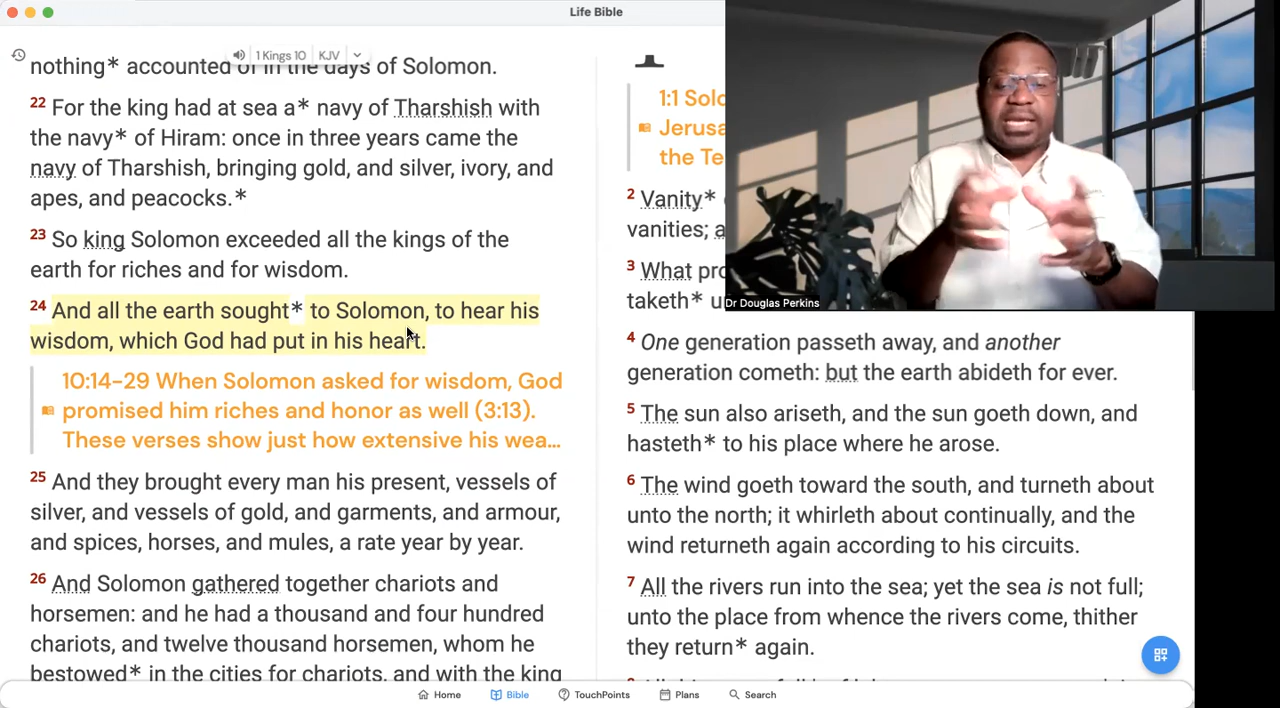 Life Bible
1 Kings 10 KJV
nothing* accounted of in the days of Solomon.
22 For the king had at sea a* navy of Tharshish with
the navy* of Hiram: once in three years came the
navy of Tharshish, bringing gold, and silver, ivory, and
apes, and peacocks.*
23 So king Solomon exceeded all the kings of the
earth for riches and for wisdom.
24 And all the earth sought* to Solomon, to hear his
wisdom, which God had put in his heart.
10:14-29 When Solomon asked for wisdom, God
promised him riches and honor as well (3:13).
These verses show just how extensive his wea...
25 And they brought every man his present, vessels of
silver, and vessels of gold, and garments, and armour,
and spices, horses, and mules, a rate year by year.
26 And Solomon gathered together chariots and
horsemen: and he had a thousand and four hundred
chariots, and twelve thousand horsemen, whom he
bestowed* in the cities for chariots, and with the king
1:1 Solo
Jerusa
the Te
2 Vanity*
vanities; a
3 What pro
taketh* u
4 One generation passeth away, and another
generation cometh: but the earth abideth for ever.
5 The sun also ariseth, and the sun goeth down, and
hasteth* to his place where he arose.
6 The wind goeth toward the south, and turneth about
unto the north; it whirleth about continually, and the
wind returneth again according to his circuits.
7 All the rivers run into the sea; yet the sea is not full;
unto the place from whence the rivers come, thither
they return* again.
Dr Douglas Perkins
Home Bible TouchPoints Plans Search